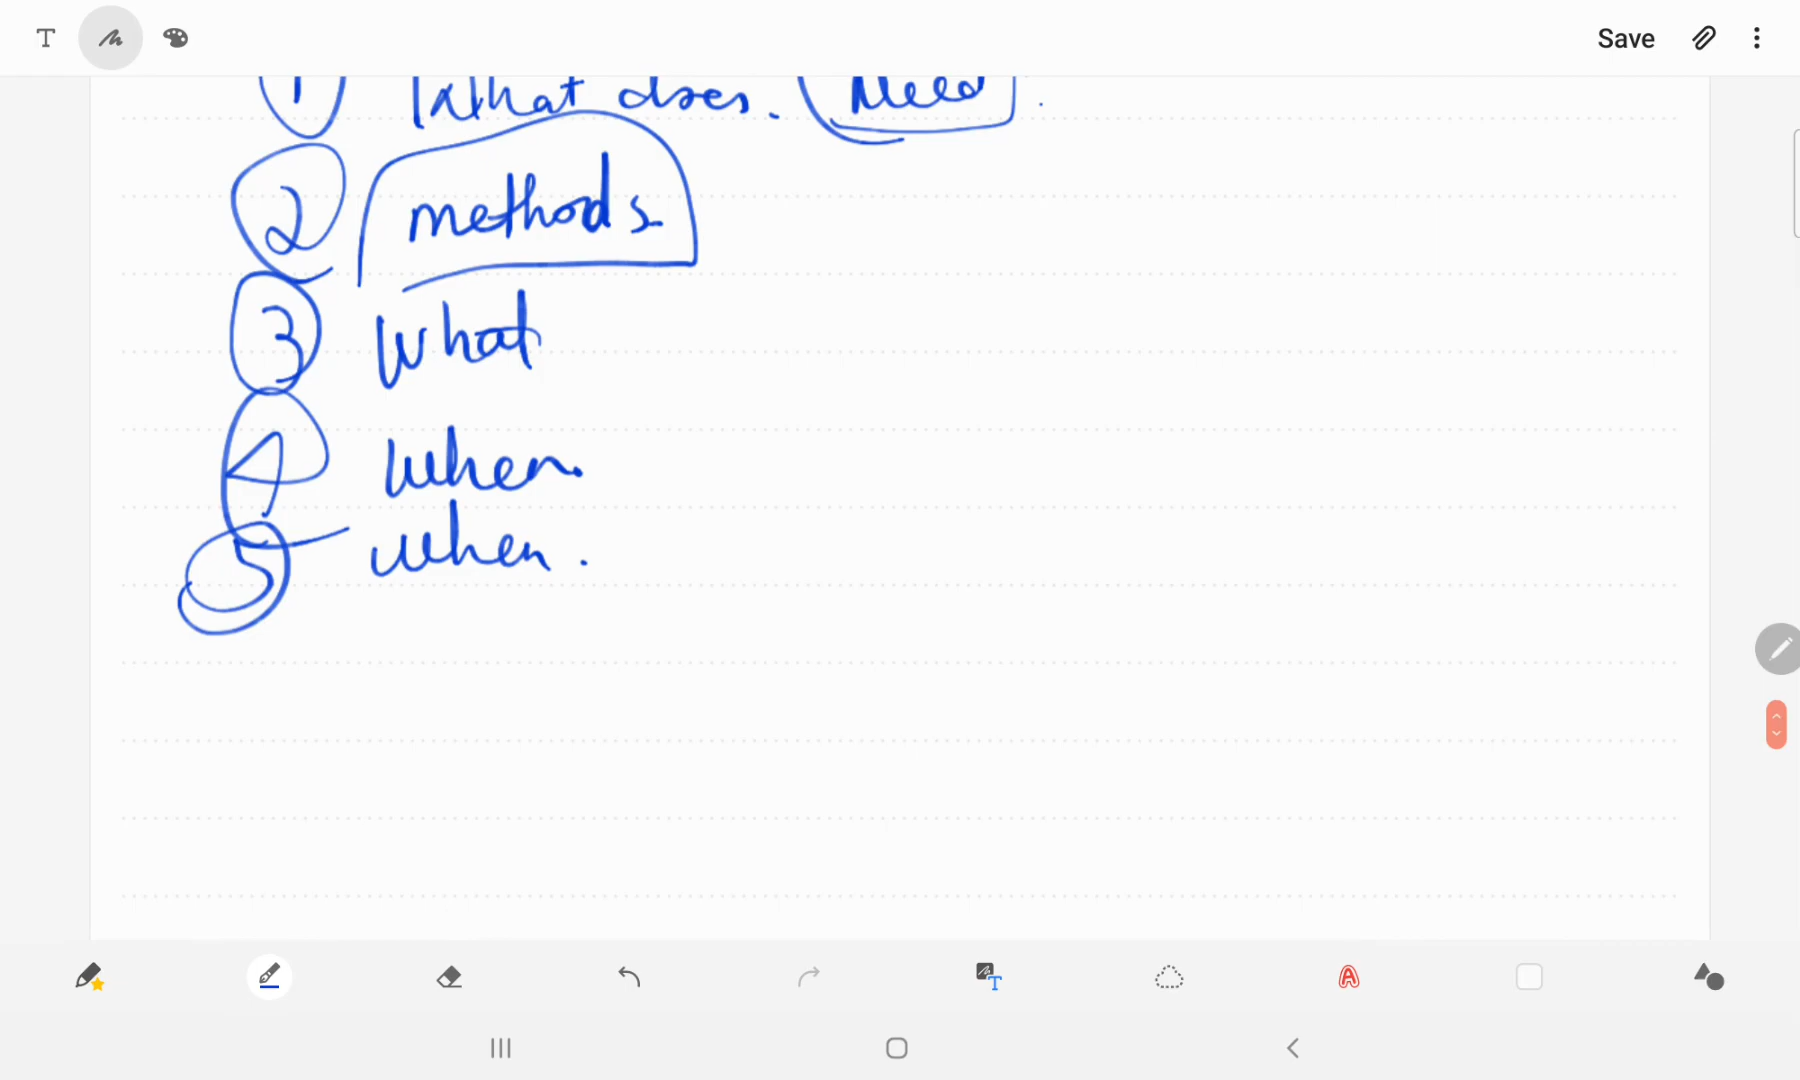 T Save
1 What does. Need.
2 methods
3 What
4 when.
5 when.
T
A